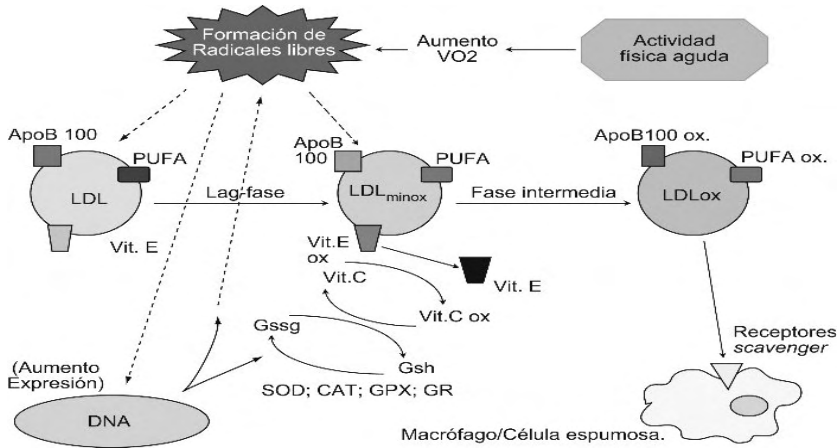 Formación de
Radicales libres
Aumento
VO2
Actividad
física aguda
ApoB 100
PUFA
LDL
Vit. E
Lag-fase
ApoB
100
PUFA
LDLminox
Vit.E
ox
Fase intermedia
ApoB100 ox.
PUFA ox.
LDLox
Vit. E
Vit.C
Vit.C ox
Gssg
Gsh
SOD; CAT; GPX; GR
(Aumento
Expresión)
DNA
Receptores
scavenger
Macrófago/Célula espumosa.